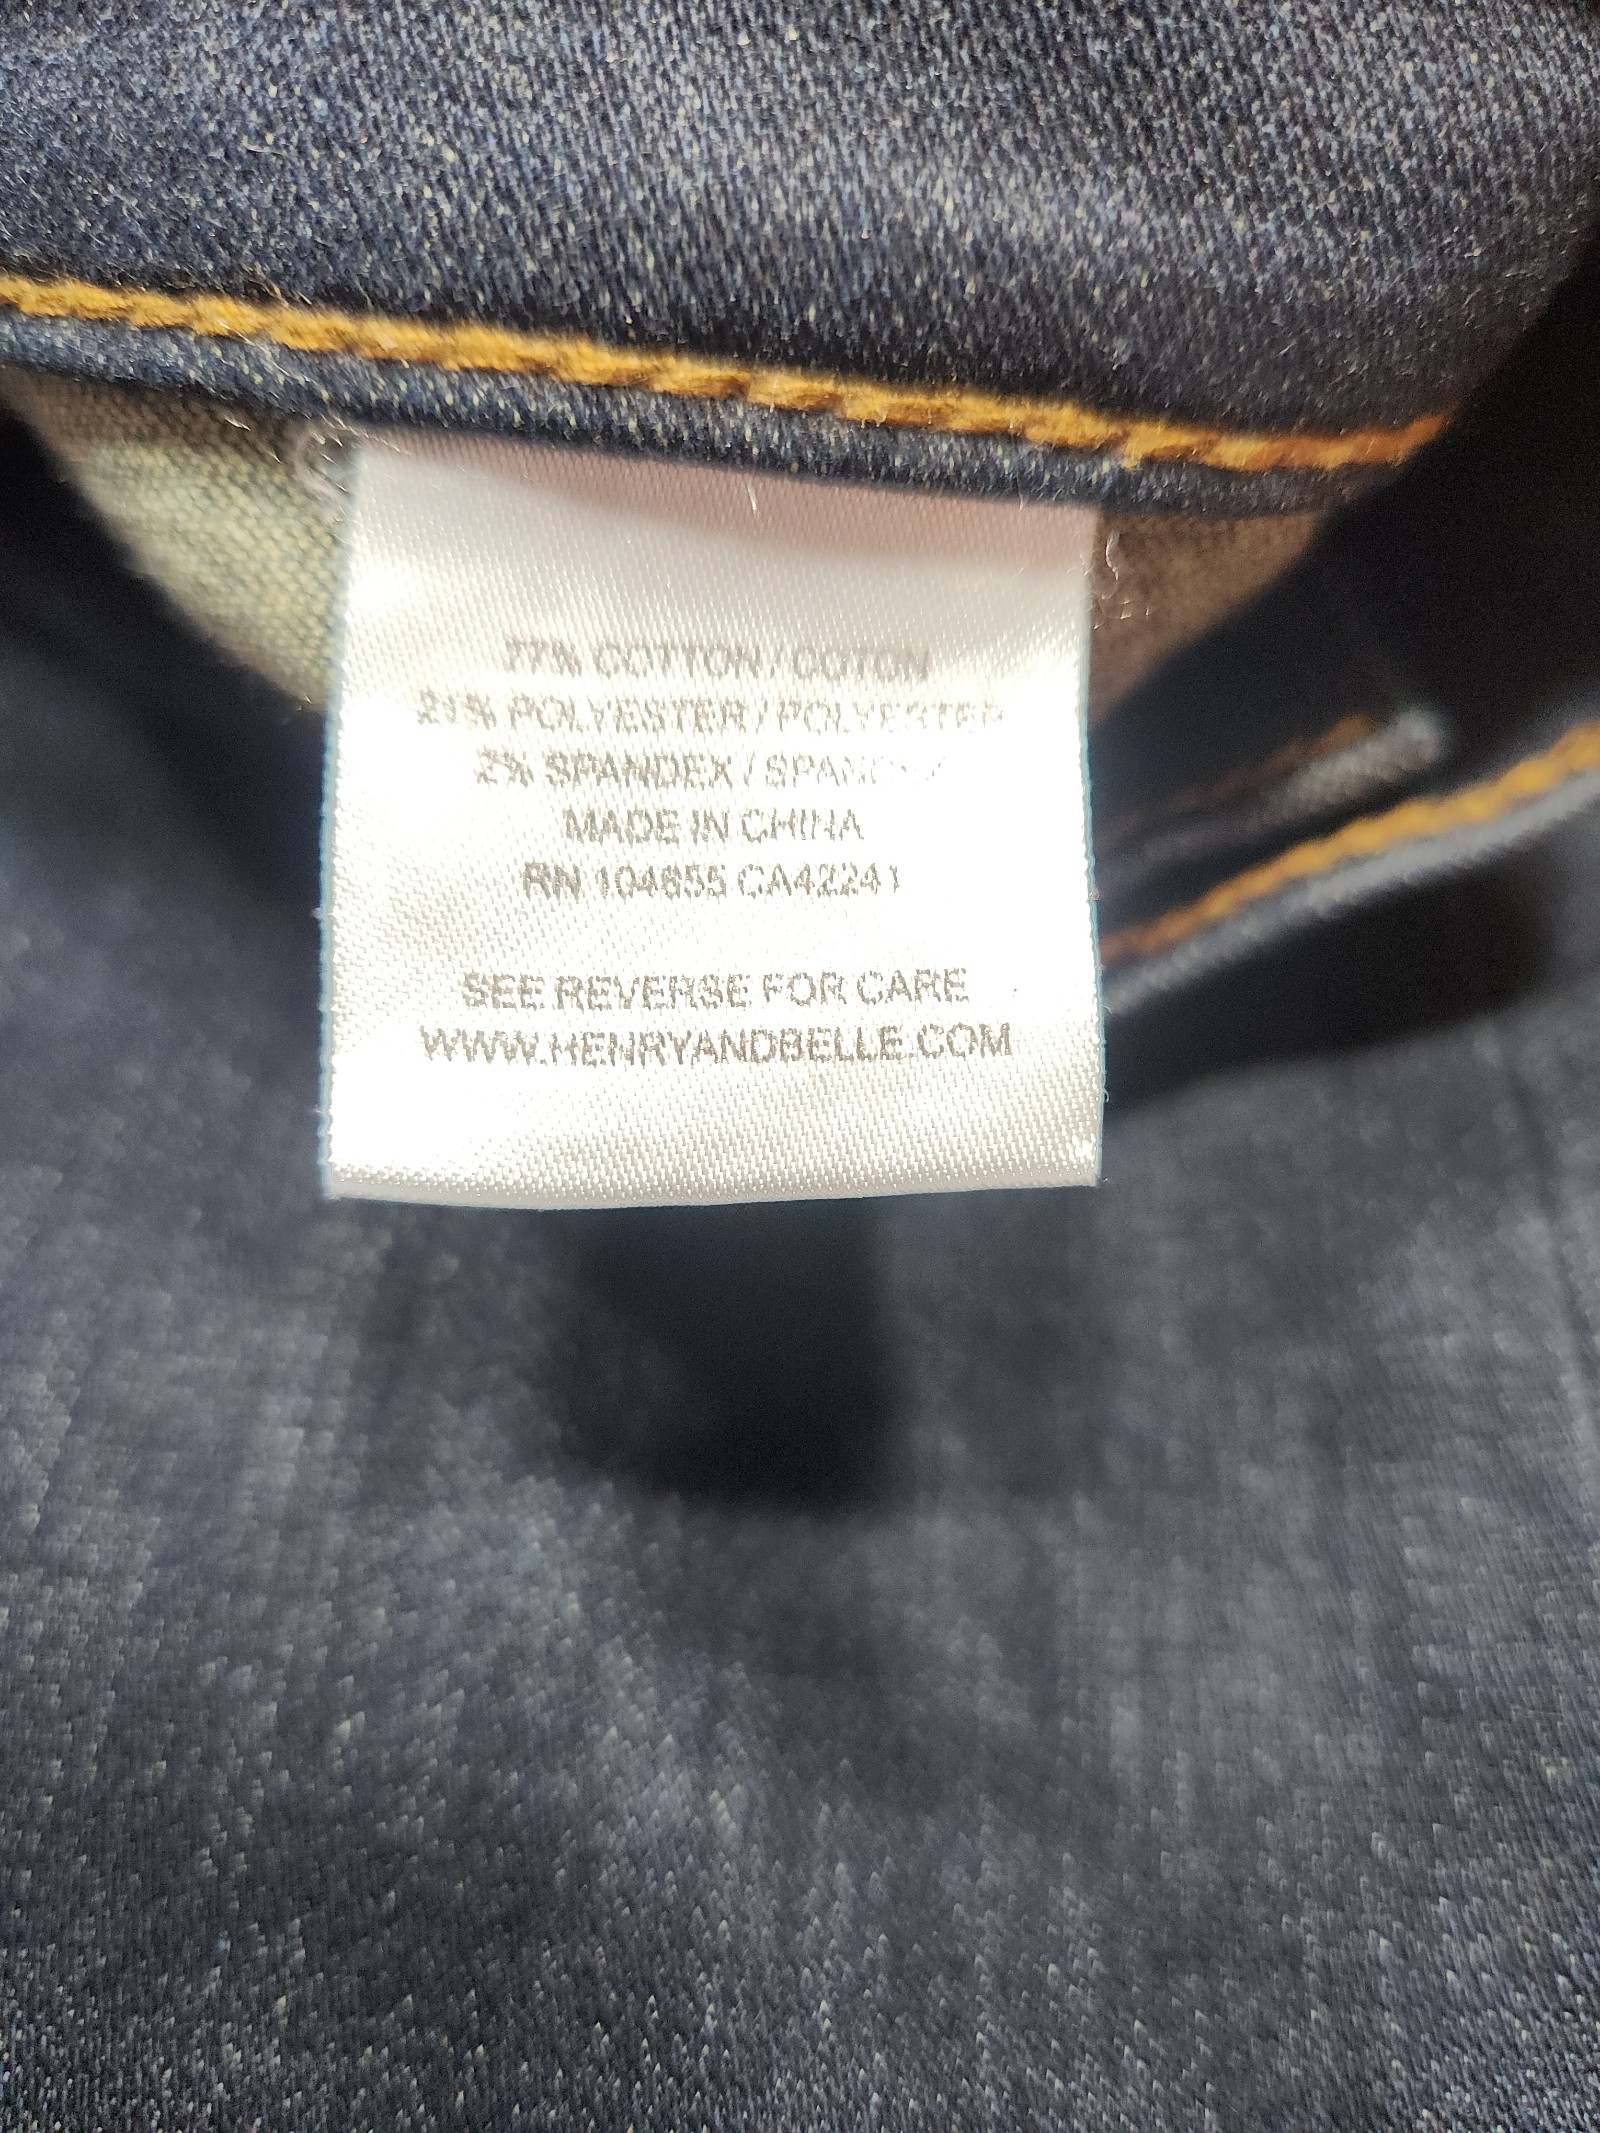 77% COTTON / COTON
21% POLYESTER / POLYESTER
2% SPANDEX / SPANDEX
MADE IN CHINA
RN 104655 CA42241
SEE REVERSE FOR CARE
WWW.HENRYANDBELLE.COM